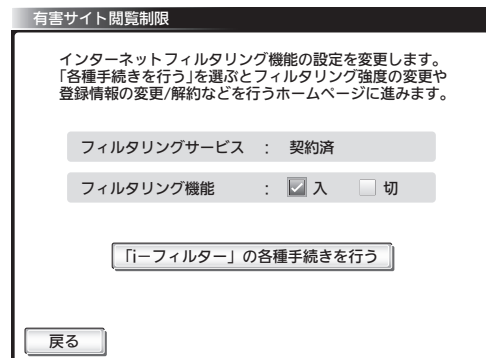 有害サイト閲覧制限
インターネットフィルタリング機能の設定を変更します。
「各種手続きを行う」を選ぶとフィルタリング強度の変更や
登録情報の変更/解約などを行うホームページに進みます。
フィルタリングサービス : 契約済
フィルタリング機能 : 入 切
「i－フィルター」の各種手続きを行う
戻る